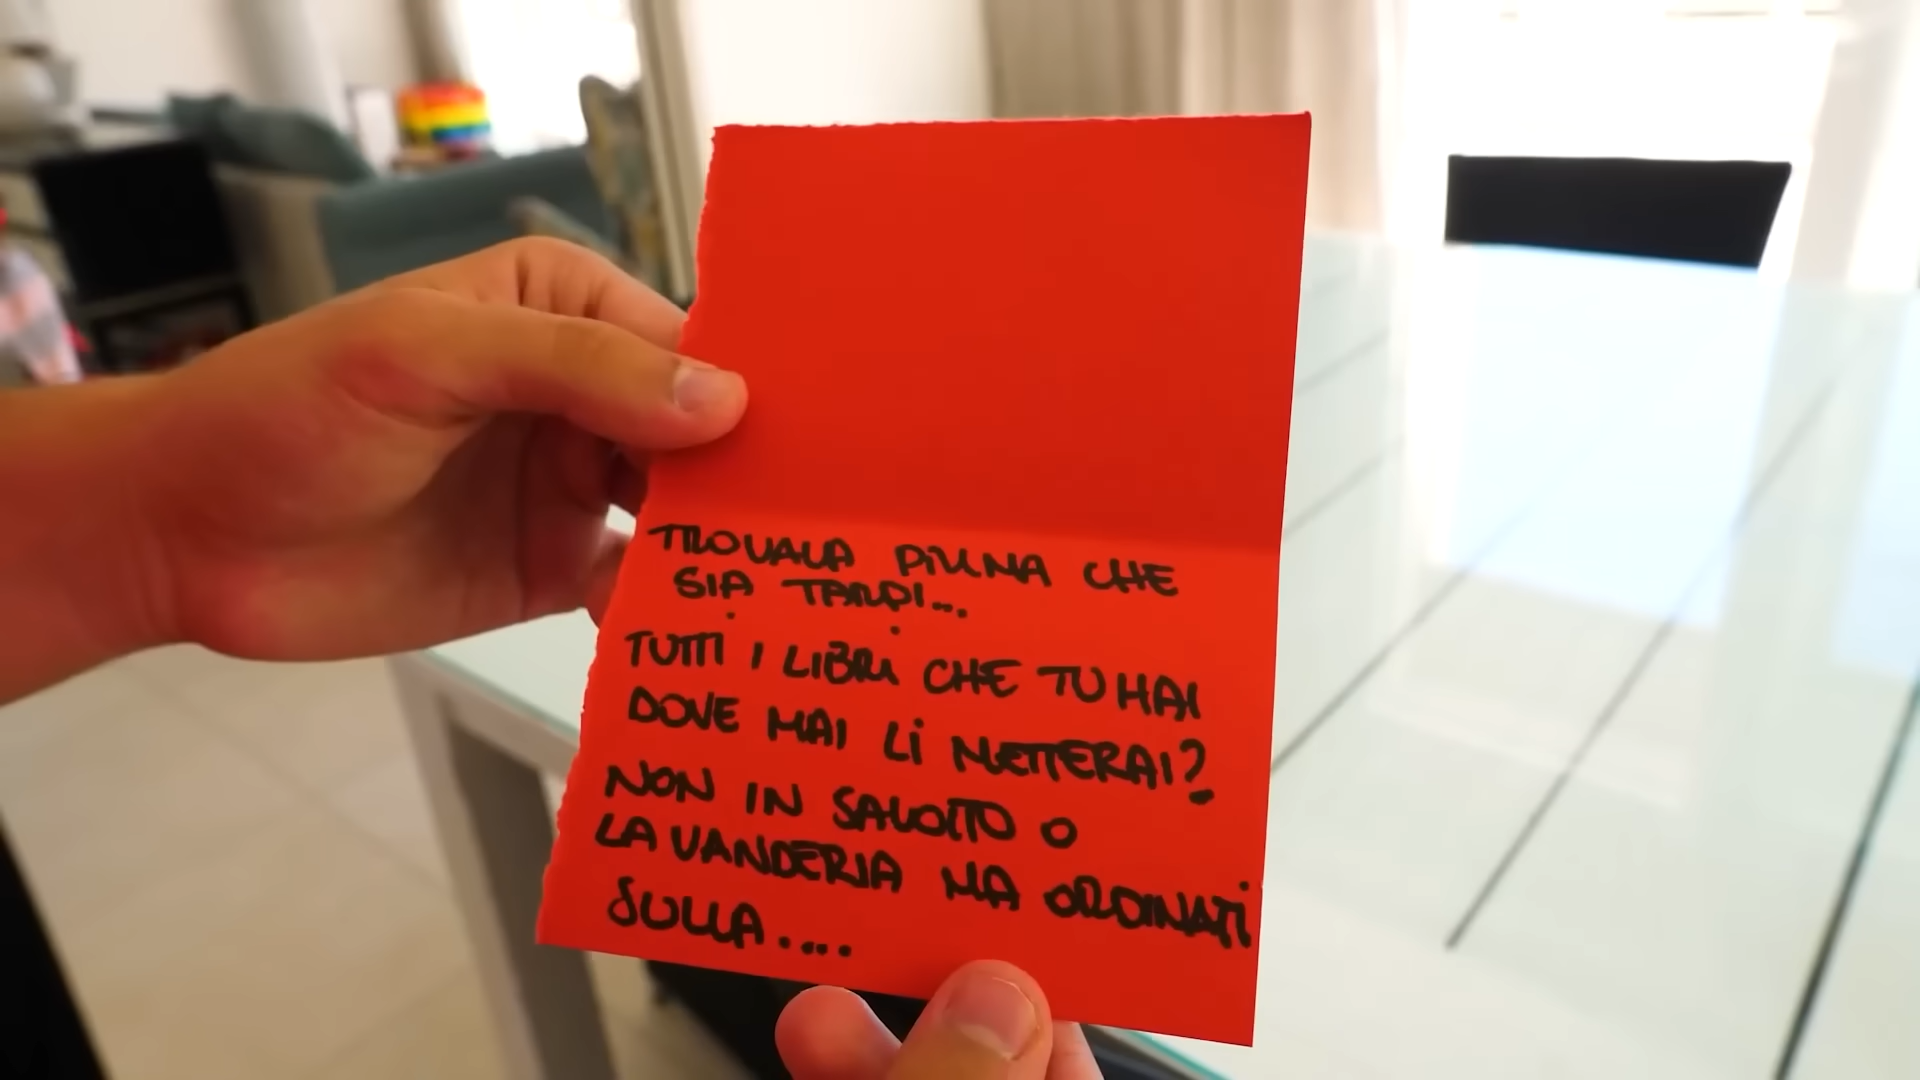 TROVALA PRIMA CHE
SIA TARDI...
TUTTI I LIBRI CHE TU HAI
DOVE MAI Li METTERAI?
NON IN SALOTTO O
LAVANDERIA MA ORDINATI
SULLA....